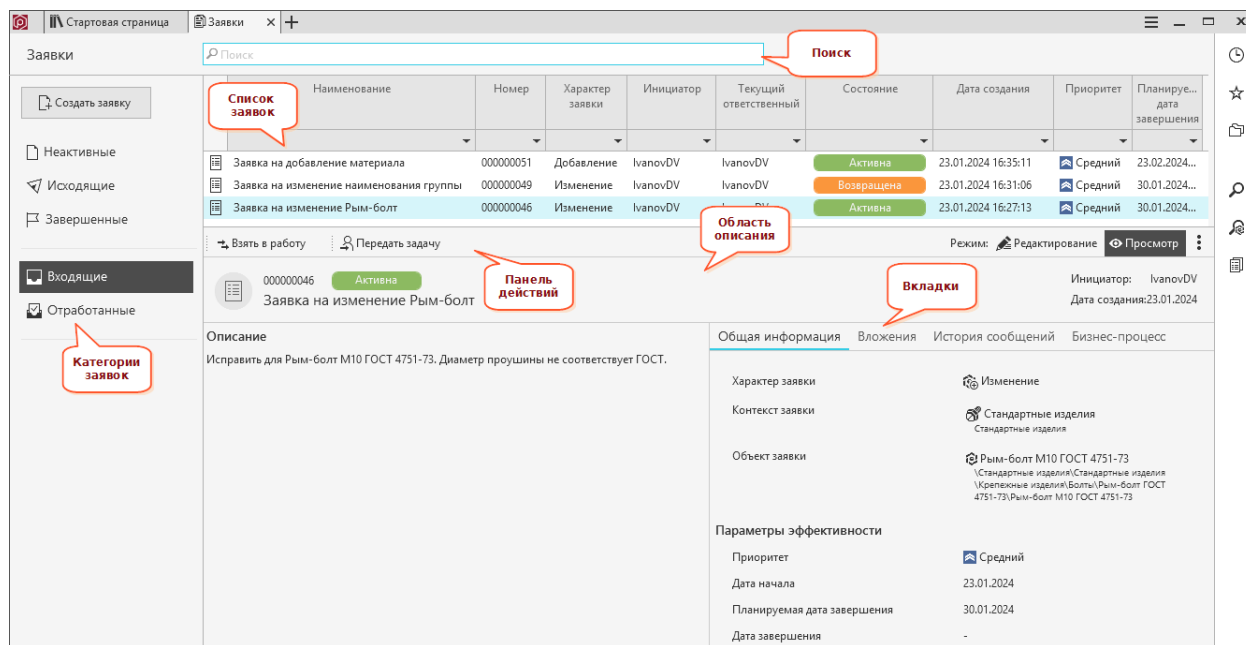 Стартовая страница
Заявки
Заявки
Поиск
Поиск
Создать заявку
Неактивные
Исходящие
Завершенные
Входящие
Отработанные
Категории
заявок
Список
заявок
Наименование
Номер
Характер
заявки
Инициатор
Текущий
ответственный
Состояние
Дата создания
Приоритет
Планируе...
дата
завершения
Заявка на добавление материала 000000051 Добавление IvanovDV IvanovDV Активна 23.01.2024 16:35:11 Средний 23.02.2024...
Заявка на изменение наименования группы 000000049 Изменение IvanovDV IvanovDV Возвращена 23.01.2024 16:31:06 Средний 30.01.2024...
Заявка на изменение Рым-болт 000000046 Изменение IvanovDV Активна 23.01.2024 16:27:13 Средний 30.01.2024...
Область
описания
Взять в работу Передать задачу Режим: Редактирование Просмотр
Панель
действий
Вкладки
000000046 Активна
Заявка на изменение Рым-болт
Инициатор: IvanovDV
Дата создания:23.01.2024
Описание
Исправить для Рым-болт М10 ГОСТ 4751-73. Диаметр проушины не соответствует ГОСТ.
Общая информация Вложения История сообщений Бизнес-процесс
Характер заявки Изменение
Контекст заявки Стандартные изделия
Стандартные изделия
Объект заявки Рым-болт М10 ГОСТ 4751-73
\Стандартные изделия\Стандартные изделия
\Крепежные изделия\Болты\Рым-болт ГОСТ
4751-73\Рым-болт М10 ГОСТ 4751-73
Параметры эффективности
Приоритет Средний
Дата начала 23.01.2024
Планируемая дата завершения 30.01.2024
Дата завершения -